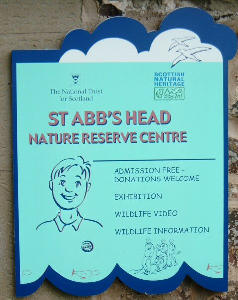 The National Trust
for Scotland
SCOTTISH
NATURAL
HERITAGE
ST ABB'S HEAD
NATURE RESERVE CENTRE
ADMISSION FREE -
DONATIONS WELCOME
EXHIBITION
WILDLIFE VIDEO
WILDLIFE INFORMATION